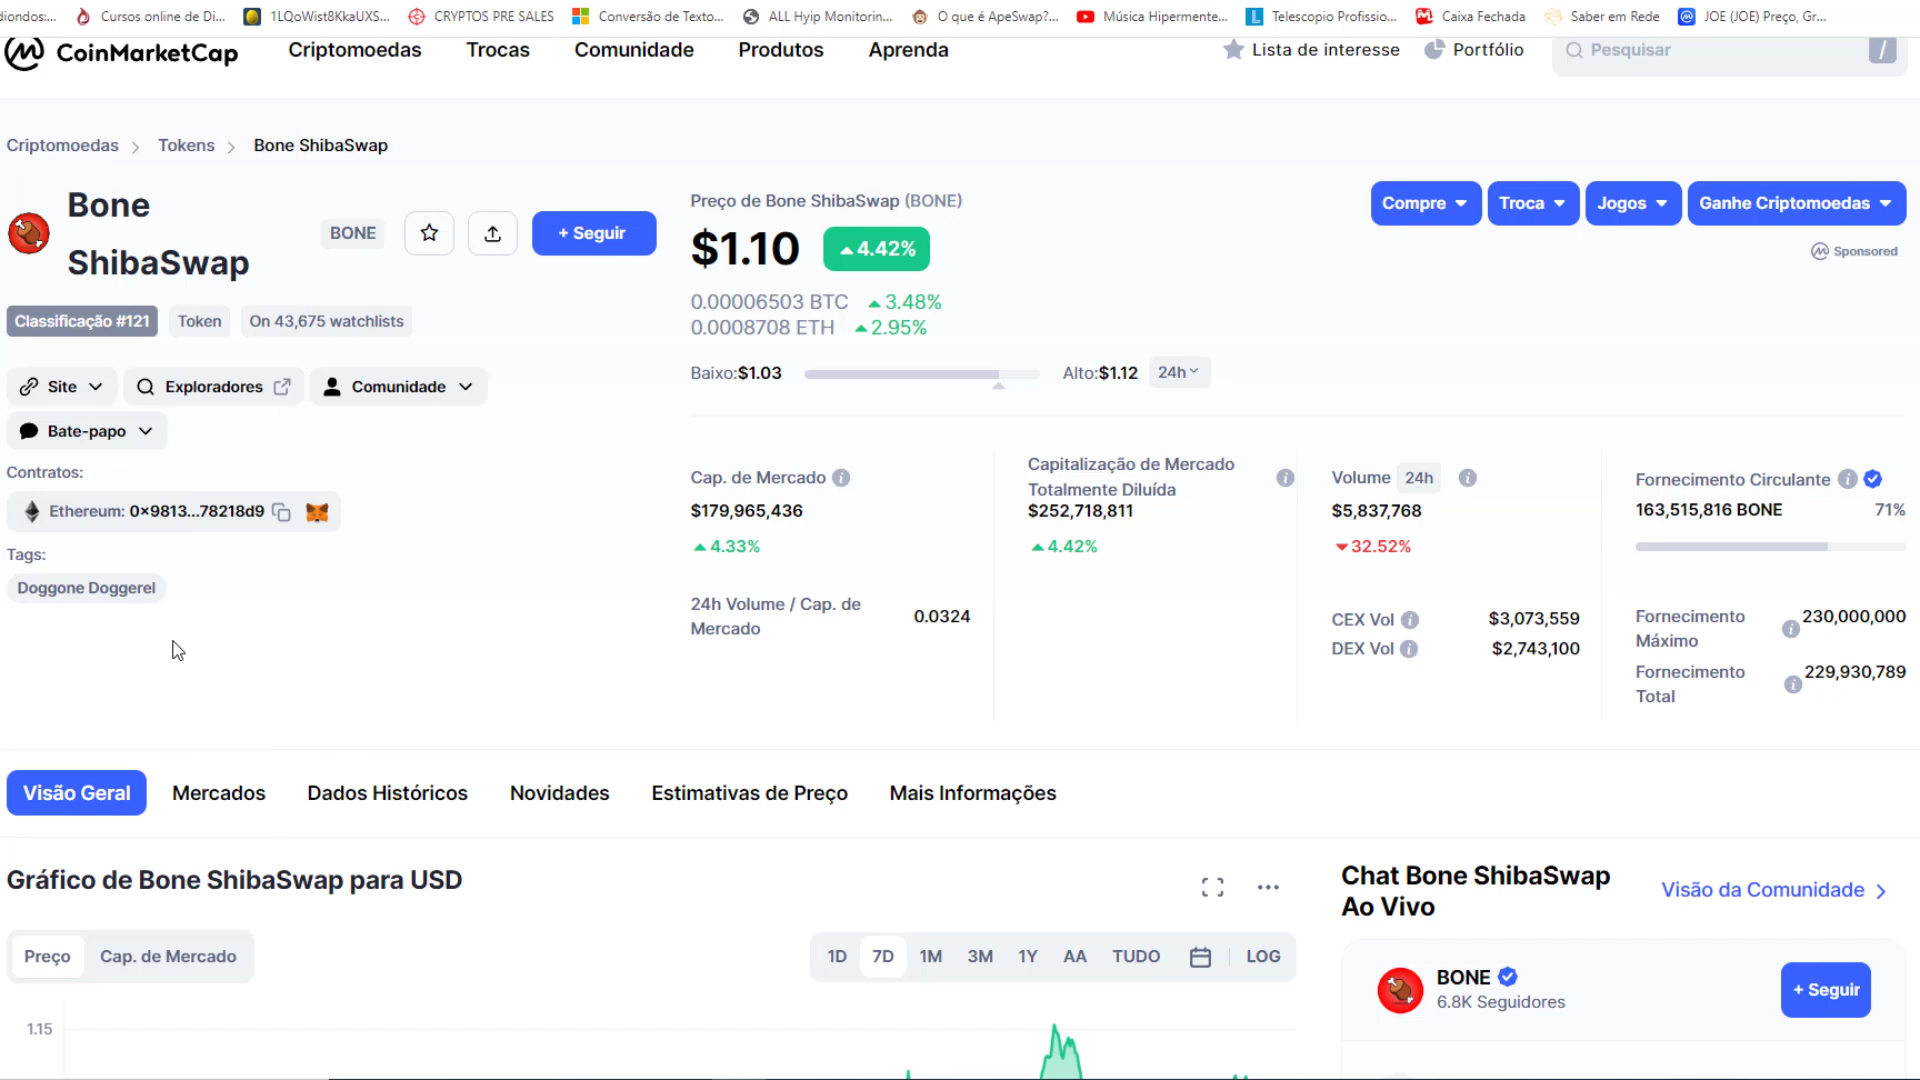 diondos:...
Cursos online de Di...
1LQoWist8KkaUXS...
CRYPTOS PRE SALES
Conversão de Texto...
ALL Hyip Monitorin...
O que é ApeSwap?...
Música Hipermente...
Telescopio Profissio...
Caixa Fechada
Saber em Rede
JOE (JOE) Preço, Gr...
CoinMarketCap
Criptomoedas
Trocas
Comunidade
Produtos
Aprenda
Lista de interesse
Portfólio
Pesquisar
/
Criptomoedas > Tokens > Bone ShibaSwap
Bone
ShibaSwap
BONE
+ Seguir
Classificação #121
Token
On 43,675 watchlists
Site
Exploradores
Comunidade
Bate-papo
Contratos:
Ethereum: 0x9813...78218d9
Tags:
Doggone Doggerel
Preço de Bone ShibaSwap (BONE)
$1.10
4.42%
0.00006503 BTC
3.48%
0.0008708 ETH
2.95%
Baixo:$1.03
Alto:$1.12
24h
Compre
Troca
Jogos
Ganhe Criptomoedas
Sponsored
Cap. de Mercado
$179,965,436
4.33%
24h Volume / Cap. de
Mercado
0.0324
Capitalização de Mercado
Totalmente Diluída
$252,718,811
4.42%
Volume
24h
$5,837,768
32.52%
CEX Vol
$3,073,559
DEX Vol
$2,743,100
Fornecimento Circulante
163,515,816 BONE
71%
Fornecimento
Máximo
230,000,000
Fornecimento
Total
229,930,789
Visão Geral
Mercados
Dados Históricos
Novidades
Estimativas de Preço
Mais Informações
Gráfico de Bone ShibaSwap para USD
Preço
Cap. de Mercado
1D
7D
1M
3M
1Y
AA
TUDO
LOG
1.15
Chat Bone ShibaSwap
Ao Vivo
Visão da Comunidade
BONE
6.8K Seguidores
+ Seguir